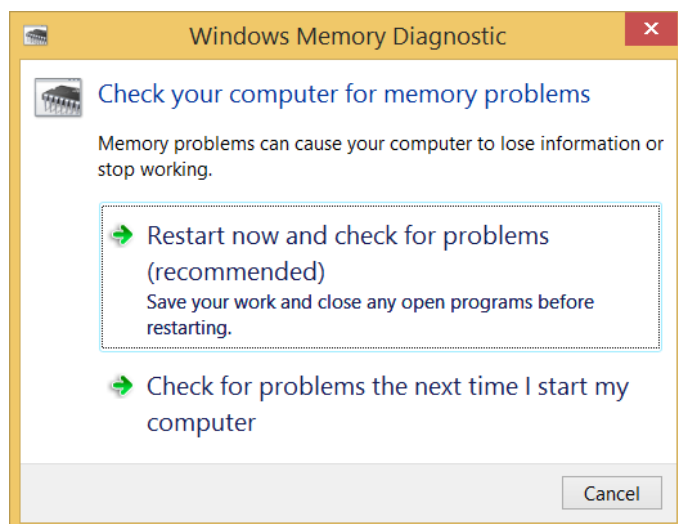 Windows Memory Diagnostic
Check your computer for memory problems
Memory problems can cause your computer to lose information or
stop working.
Restart now and check for problems
(recommended)
Save your work and close any open programs before
restarting.
Check for problems the next time I start my
computer
Cancel